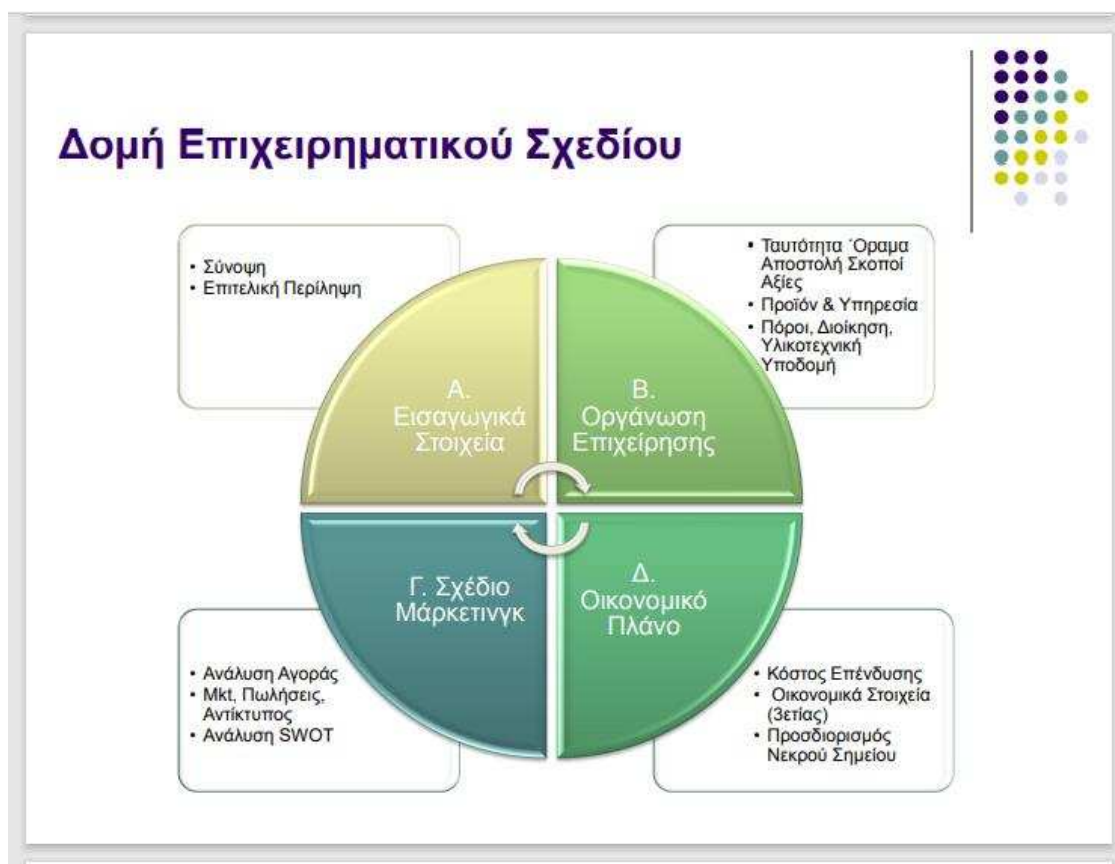 Δομή Επιχειρηματικού Σχεδίου
• Σύνοψη
• Επιτελική Περίληψη
Α.
Εισαγωγικά
Στοιχεία
• Ταυτότητα ΄Οραμα
Αποστολή Σκοποί
Αξίες
• Προϊόν & Υπηρεσία
• Πόροι, Διοίκηση,
Υλικοτεχνική
Υποδομή
Β.
Οργάνωση
Επιχείρησης
Γ. Σχέδιο
Μάρκετινγκ
• Ανάλυση Αγοράς
• Mkt, Πωλήσεις,
Αντίκτυπος
• Ανάλυση SWOT
Δ.
Οικονομικό
Πλάνο
• Κόστος Επένδυσης
• Οικονομικά Στοιχεία
(3ετίας)
• Προσδιορισμός
Νεκρού Σημείου